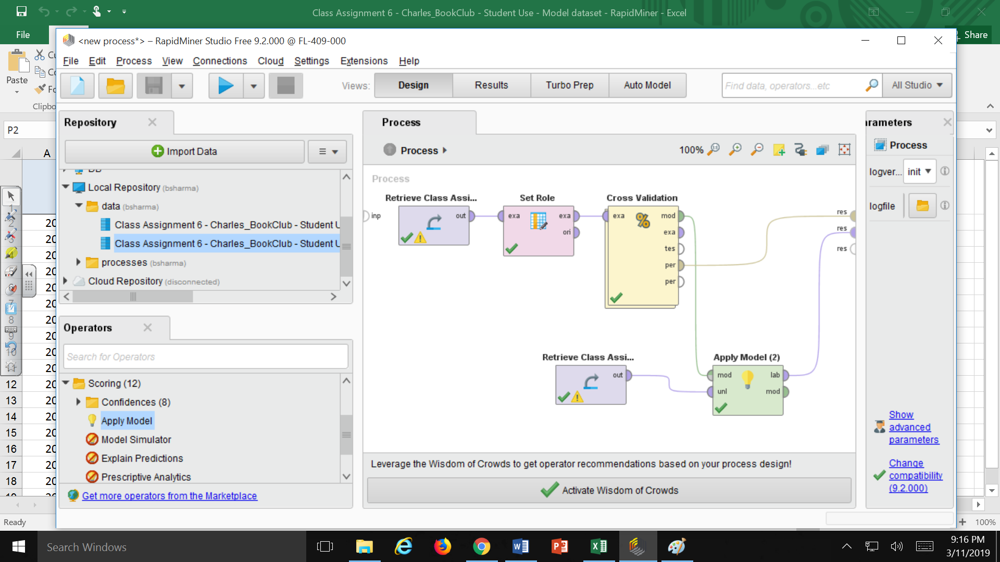 Class Assignment 6 - Charles_BookClub - Student Use - Model dataset - RapidMiner - Excel
File
Share
<new process*> – RapidMiner Studio Free 9.2.000 @ FL-409-000
File Edit Process View Connections Cloud Settings Extensions Help
Paste
Clipbo
Views: Design Results Turbo Prep Auto Model
Find data, operators...etc
All Studio
P2
A
Repository
Import Data
Local Repository (bsharma)
data (bsharma)
Class Assignment 6 - Charles_BookClub - Student U
Class Assignment 6 - Charles_BookClub - Student U
processes (bsharma)
Cloud Repository (disconnected)
Operators
Search for Operators
Scoring (12)
Confidences (8)
Apply Model
Model Simulator
Explain Predictions
Prescriptive Analytics
Get more operators from the Marketplace
Process
Process
100%
Process
Retrieve Class Assi...
inp
out
Set Role
exa exa
ori
Cross Validation
exa mod
exa
tes
per
per
res
res
res
Retrieve Class Assi...
out
Apply Model (2)
mod lab
unl mod
Leverage the Wisdom of Crowds to get operator recommendations based on your process design!
Activate Wisdom of Crowds
rameters
Process
logver... init
logfile
Show
advanced
parameters
Change
compatibility
(9.2.000)
1
2
3
4
7
8
9
10
20
20
20
20
20
20
20
20
20
20
12 20
13 20
14 20
15 20
16 20
17 20
18 20
Ready
100%
Search Windows
9:16 PM
3/11/2019